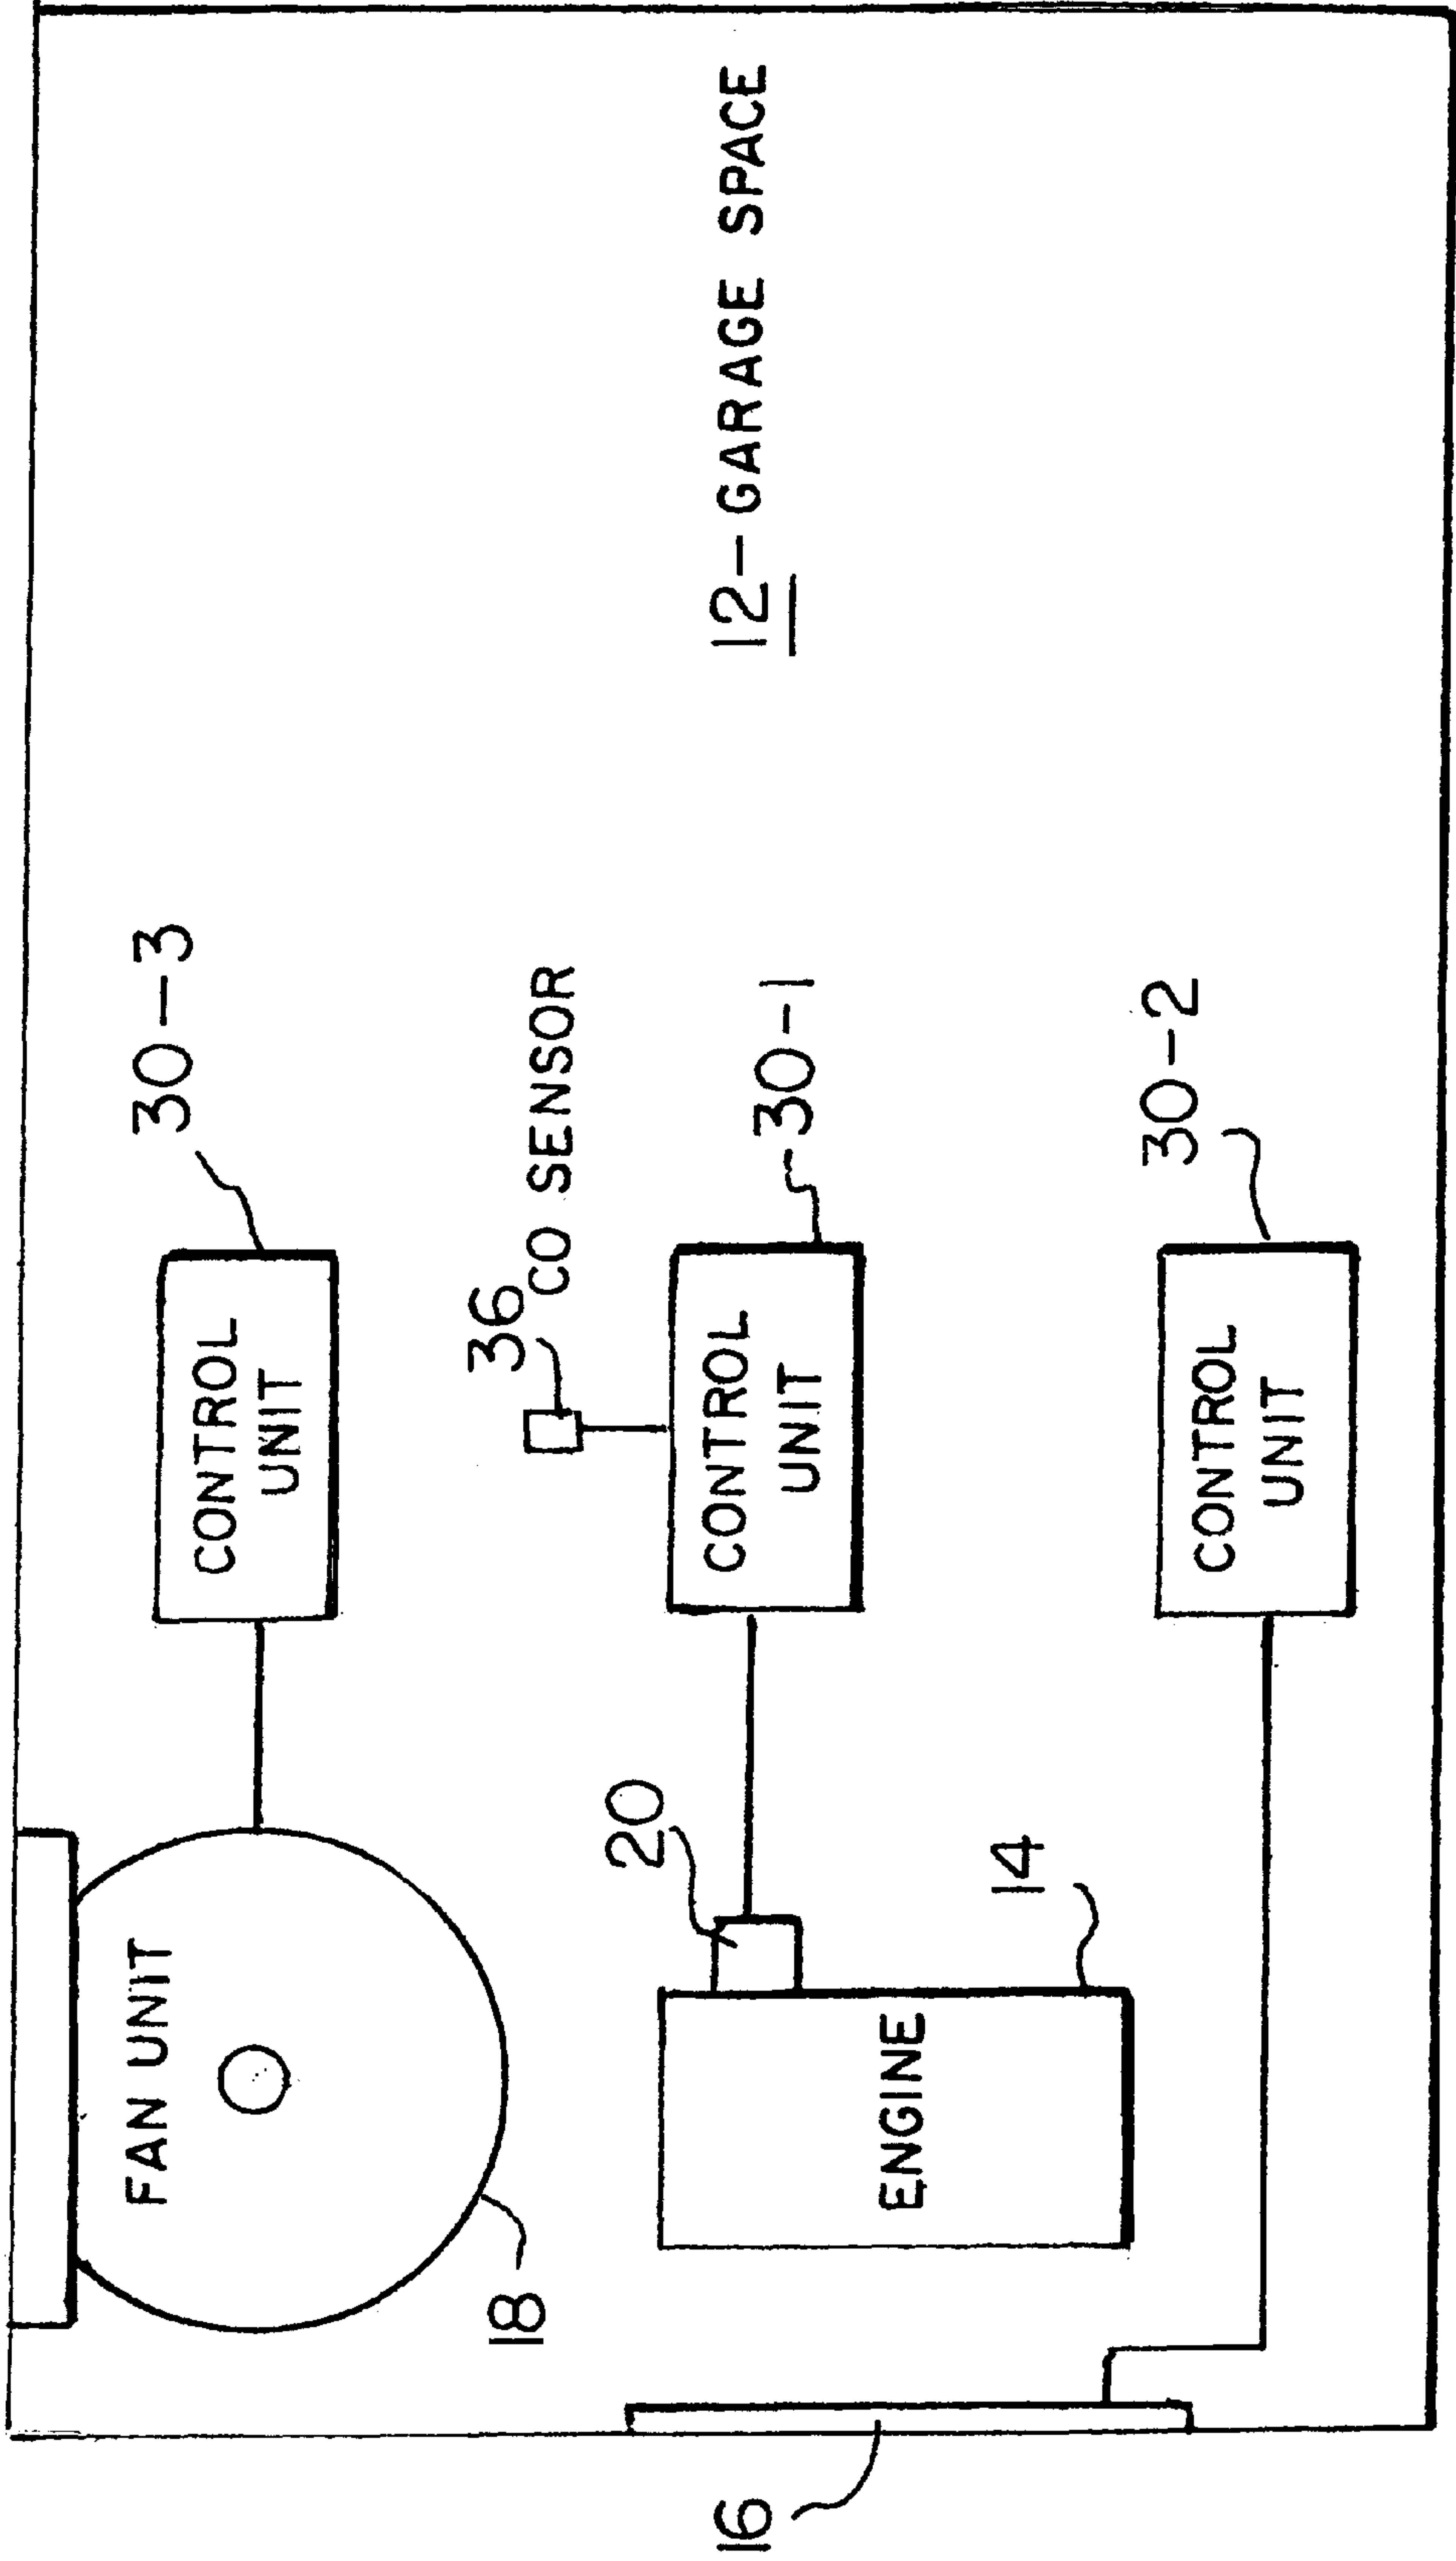 16
18
FAN UNIT
ENGINE
14
20
CONTROL
UNIT
30-3
36
CO SENSOR
CONTROL
UNIT
30-1
CONTROL
UNIT
30-2
12-GARAGE SPACE